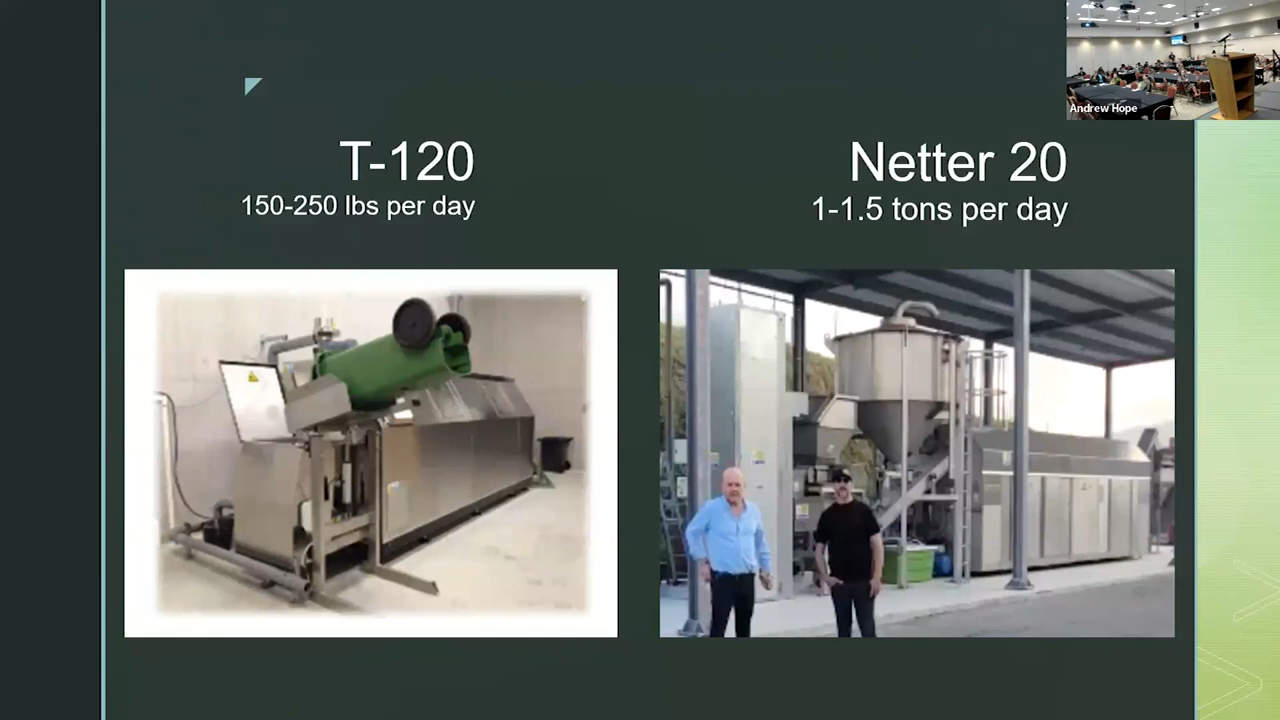 T-120
150-250 lbs per day
Netter 20
1-1.5 tons per day
Andrew Hope